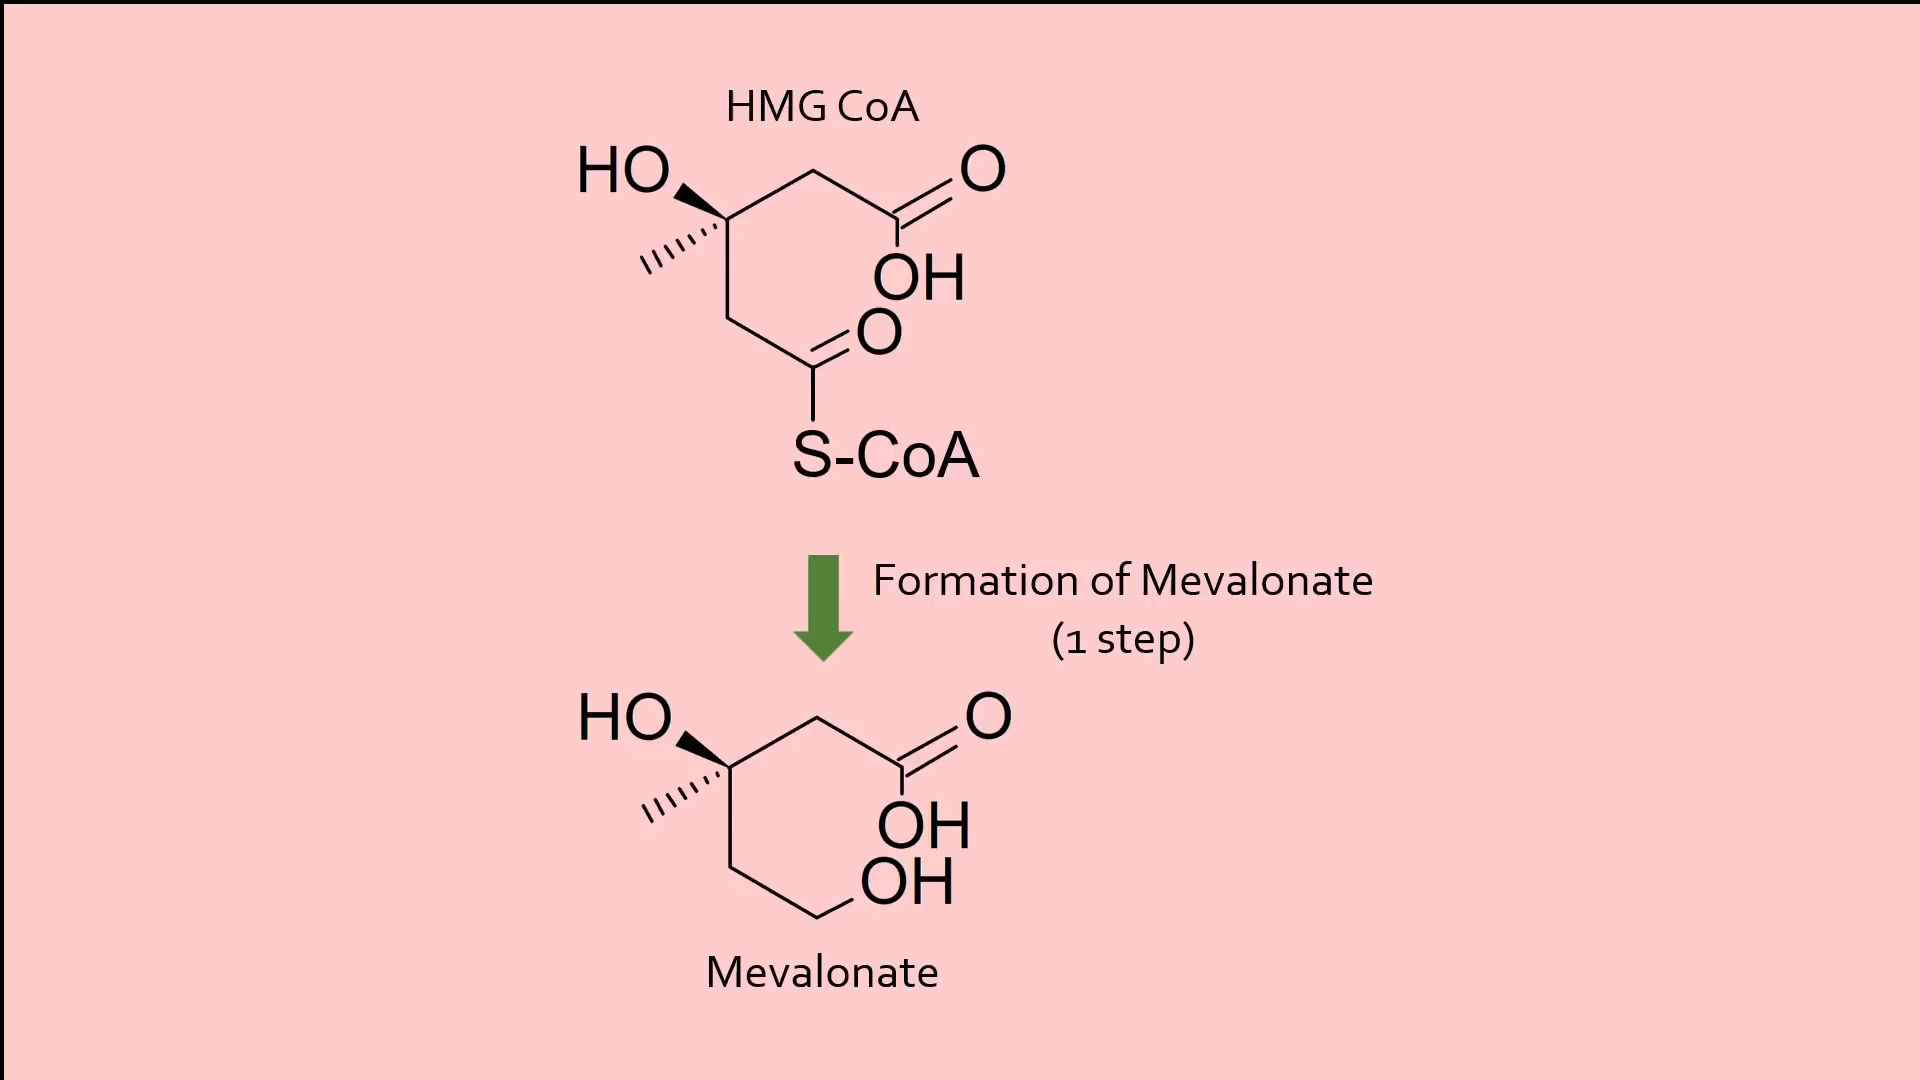 HMG CoA
HO
O
OH
O
S-CoA
Formation of Mevalonate
(1 step)
HO
O
OH
OH
Mevalonate